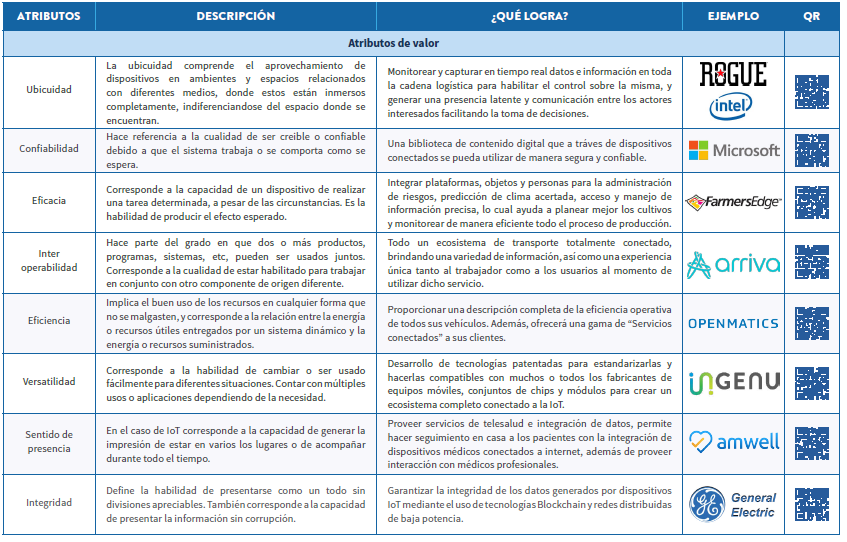 ATRIBUTOS DESCRIPCIÓN ¿QUÉ LOGRA? EJEMPLO QR
Atributos de valor
Ubicuidad
La ubicuidad comprende el aprovechamiento de
dispositivos en ambientes y espacios relacionados
con diferentes medios, donde estos están inmersos
completamente, indiferenciendose del espacio donde se
encuentran.
Monitorear y capturar en tiempo real datos e información en toda
la cadena logística para habilitar el control sobre la misma, y
generar una presencia latente y comunicación entre los actores
interesados facilitando la toma de decisiones.
ROGUE
intel
Confiabilidad
Hace referencia a la cualidad de ser creible o confiable
debido a que el sistema trabaja o se comporta como se
espera.
Una biblioteca de contenido digital que a tráves de dispositivos
conectados se pueda utilizar de manera segura y confiable.
Microsoft
Eficacia
Corresponde a la capacidad de un dispositivo de realizar
una tarea determinada, a pesar de las circunstancias. Es la
habilidad de producir el efecto esperado.
Integrar plataformas, objetos y personas para la administración
de riesgos, predicción de clima acertada, acceso y manejo de
información precisa, lo cual ayuda a planear mejor los cultivos
y monitorear de manera eficiente todo el proceso de producción.
FarmersEdge
Inter
operabilidad
Hace parte del grado en que dos o más productos,
programas, sistemas, etc, pueden ser usados juntos.
Corresponde a la cualidad de estar habilitado para trabajar
en conjunto con otro componente de origen diferente.
Todo un ecosistema de transporte totalmente conectado,
brindando una variedad de información, así como una experiencia
única tanto al trabajador como a los usuarios al momento de
utilizar dicho servicio.
arriva
Eficiencia
Implica el buen uso de los recursos en cualquier forma que
no se malgasten, y corresponde a la relación entre la energía
o recursos útiles entregados por un sistema dinámico y la
energía o recursos suministrados.
Proporcionar una descripción completa de la eficiencia operativa
de todos sus vehículos. Además, ofrecerá una gama de “Servicios
conectados” a sus clientes.
OPENMATICS
Versatilidad
Corresponde a la habilidad de cambiar o ser usado
fácilmente para diferentes situaciones. Contar con múltiples
usos o aplicaciones dependiendo de la necesidad.
Desarrollo de tecnologías patentadas para estandarizarlas y
hacerlas compatibles con muchos o todos los fabricantes de
equipos móviles, conjuntos de chips y módulos para crear un
ecosistema completo conectado a la IoT.
inGENU
Sentido de
presencia
En el caso de IoT corresponde a la capacidad de generar la
impresión de estar en varios los lugares o de acompañar
durante todo el tiempo.
Proveer servicios de telesalud e integración de datos, permite
hacer seguimiento en casa a los pacientes con la integración de
dispositivos médicos conectados a internet, además de proveer
interacción con médicos profesionales.
amwell
Integridad
Define la habilidad de presentarse como un todo sin
divisiones apreciables. También corresponde a la capacidad
de presentar la información sin corrupción.
Garantizar la integridad de los datos generados por dispositivos
IoT mediante el uso de tecnologías Blockchain y redes distribuidas
de baja potencia.
GE
General
Electric